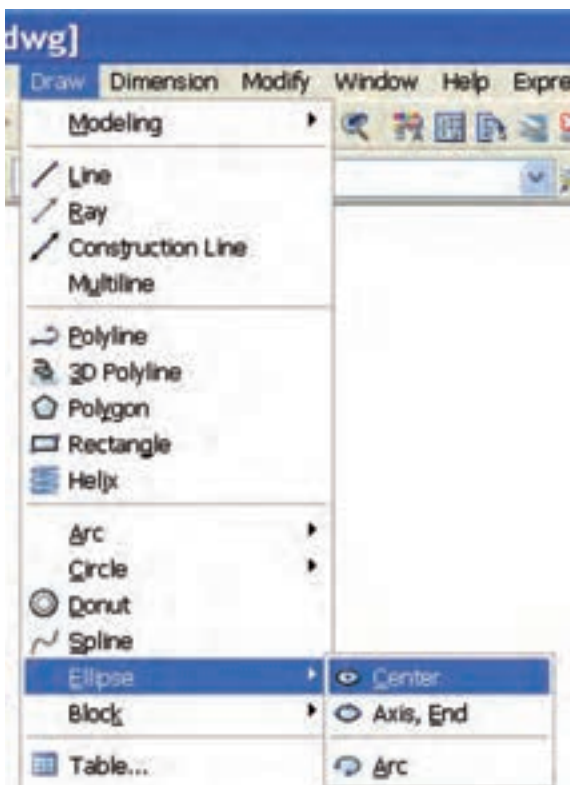 dwg]
Draw Dimension Modify Window Help Expre
Modeling
Line
Ray
Construction Line
Multiline
Polyline
3D Polyline
Polygon
Rectangle
Helix
Arc
Circle
Donut
Spline
Ellipse Center
Block Axis, End
Table... Arc